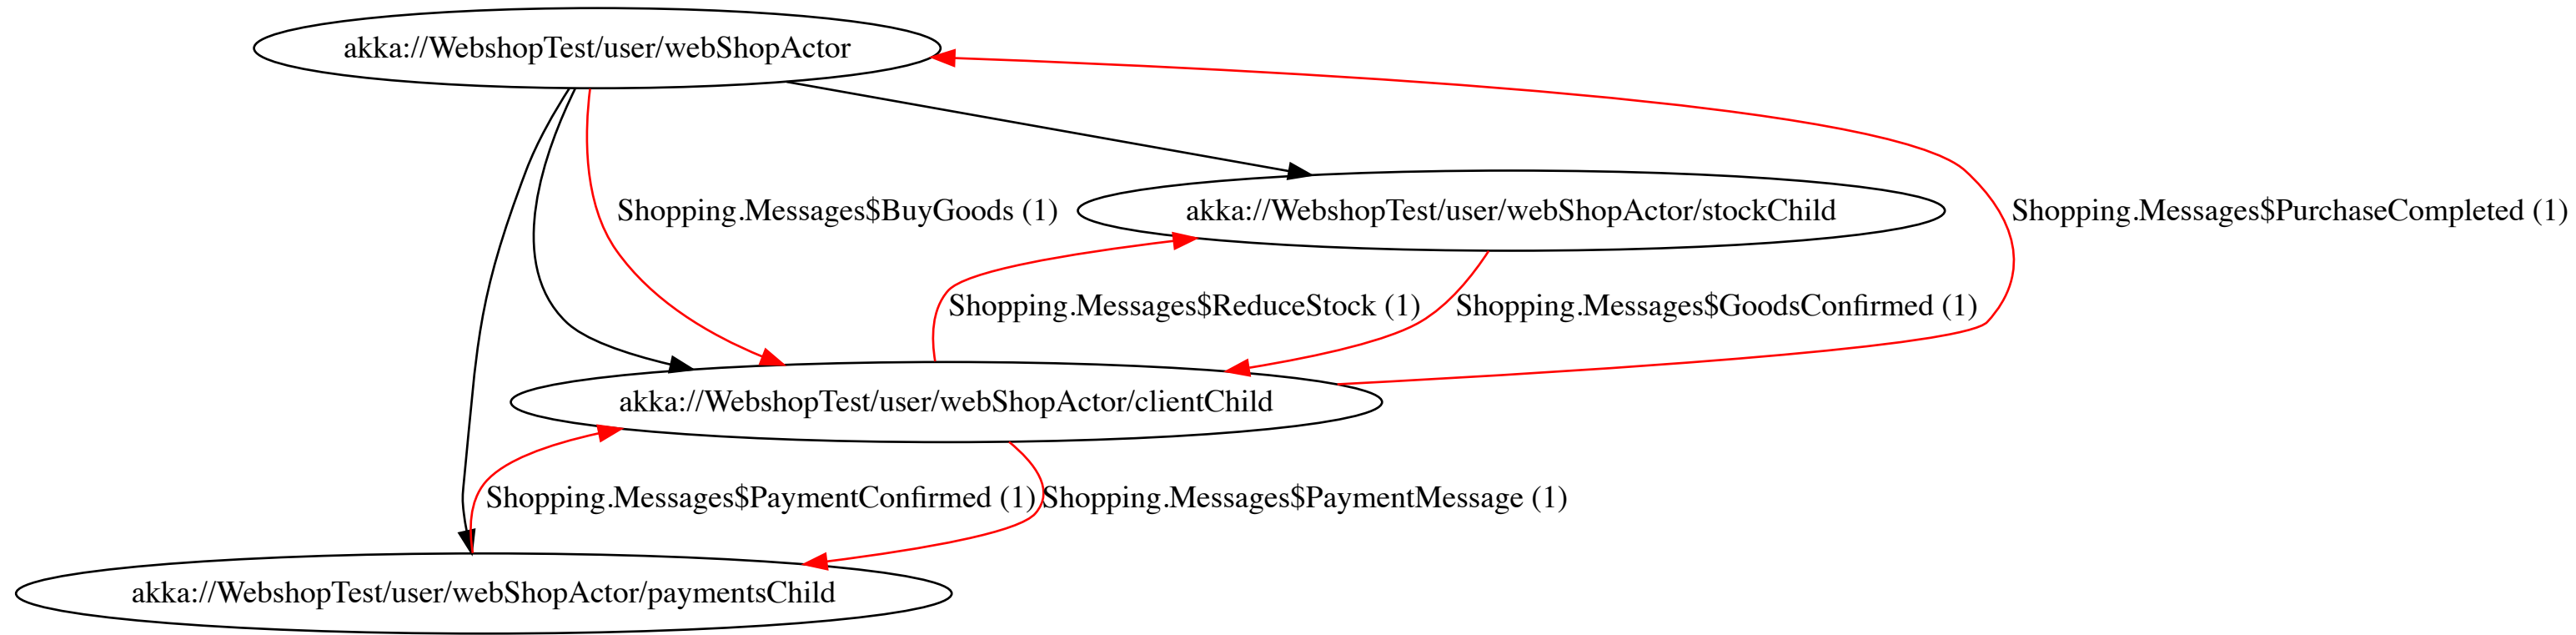 akka://WebshopTest/user/webShopActor
Shopping.Messages$BuyGoods (1)
akka://WebshopTest/user/webShopActor/stockChild
Shopping.Messages$PurchaseCompleted (1)
Shopping.Messages$ReduceStock (1)
Shopping.Messages$GoodsConfirmed (1)
akka://WebshopTest/user/webShopActor/clientChild
Shopping.Messages$PaymentConfirmed (1)
Shopping.Messages$PaymentMessage (1)
akka://WebshopTest/user/webShopActor/paymentsChild